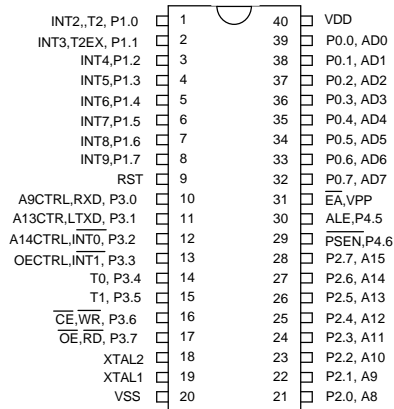 INT2,,T2, P1.0 1 40 VDD
INT3,T2EX, P1.1 2 39 P0.0, AD0
INT4,P1.2 3 38 P0.1, AD1
INT5,P1.3 4 37 P0.2, AD2
INT6,P1.4 5 36 P0.3, AD3
INT7,P1.5 6 35 P0.4, AD4
INT8,P1.6 7 34 P0.5, AD5
INT9,P1.7 8 33 P0.6, AD6
RST 9 32 P0.7, AD7
A9CTRL,RXD, P3.0 10 31 EA,VPP
A13CTR,LTXD, P3.1 11 30 ALE,P4.5
A14CTRL,INT0, P3.2 12 29 PSEN,P4.6
OECTRL,INT1, P3.3 13 28 P2.7, A15
T0, P3.4 14 27 P2.6, A14
T1, P3.5 15 26 P2.5, A13
CE,WR, P3.6 16 25 P2.4, A12
OE,RD, P3.7 17 24 P2.3, A11
XTAL2 18 23 P2.2, A10
XTAL1 19 22 P2.1, A9
VSS 20 21 P2.0, A8